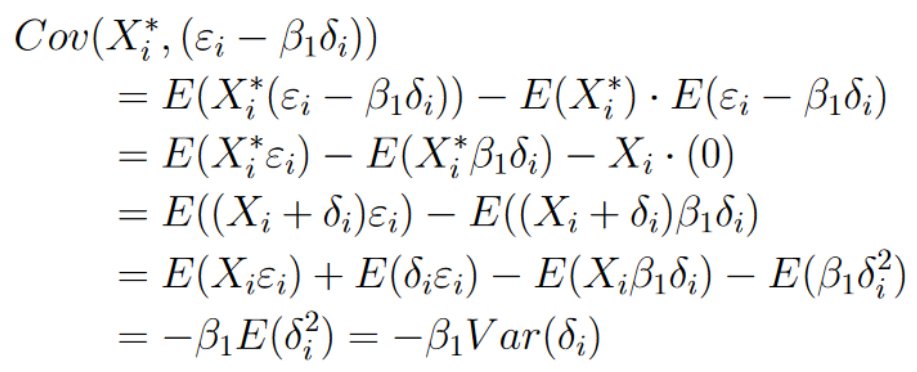 Cov(X_i^*, (ε_i − β_1δ_i))
= E(X_i^*(ε_i − β_1δ_i)) − E(X_i^*) · E(ε_i − β_1δ_i)
= E(X_i^*ε_i) − E(X_i^*β_1δ_i) − X_i · (0)
= E((X_i + δ_i)ε_i) − E((X_i + δ_i)β_1δ_i)
= E(X_iε_i) + E(δ_iε_i) − E(X_iβ_1δ_i) − E(β_1δ_i^2)
= −β_1E(δ_i^2) = −β_1Var(δ_i)